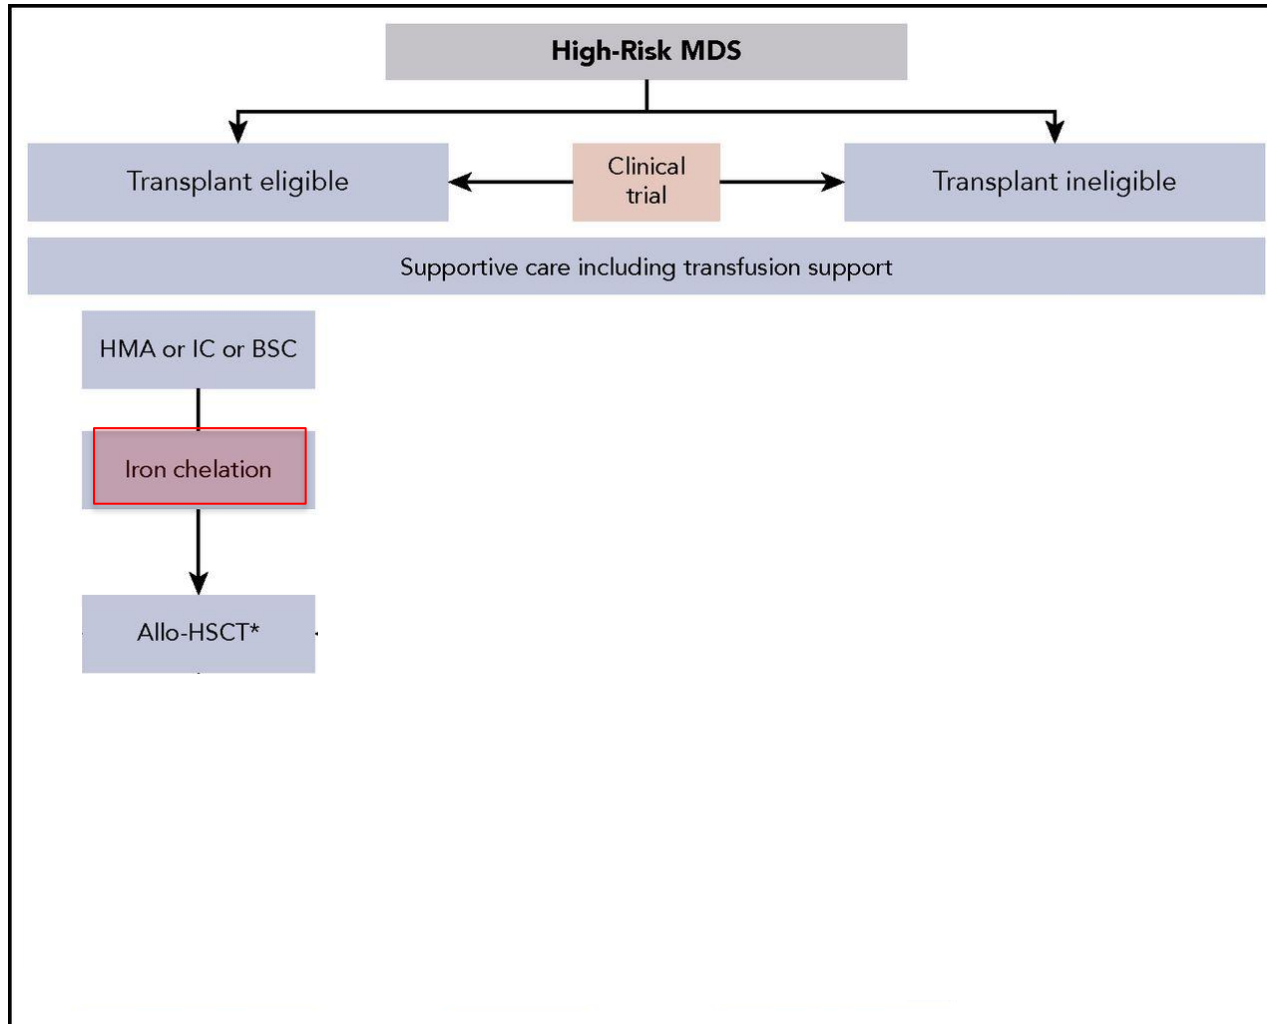 High-Risk MDS
Transplant eligible
Clinical
trial
Transplant ineligible
Supportive care including transfusion support
HMA or IC or BSC
Iron chelation
Allo-HSCT*